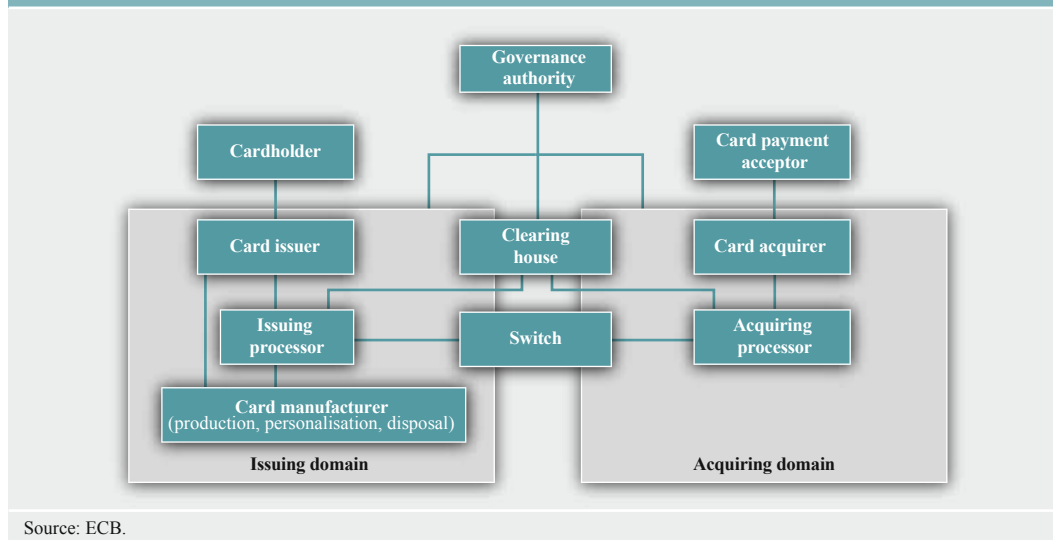 Governance
authority
Cardholder
Card payment
acceptor
Card issuer
Clearing
house
Card acquirer
Issuing
processor
Switch
Acquiring
processor
Card manufacturer
(production, personalisation, disposal)
Issuing domain
Acquiring domain
Source: ECB.